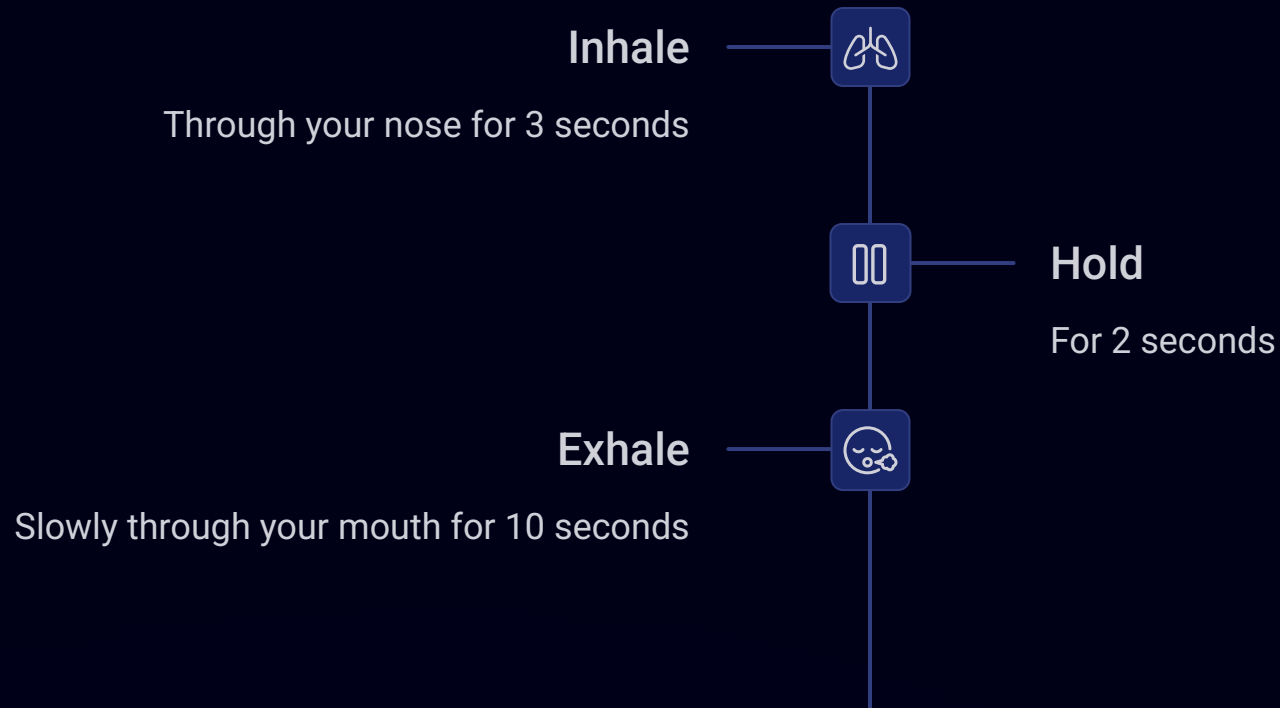 Inhale
Through your nose for 3 seconds
Hold
For 2 seconds
Exhale
Slowly through your mouth for 10 seconds